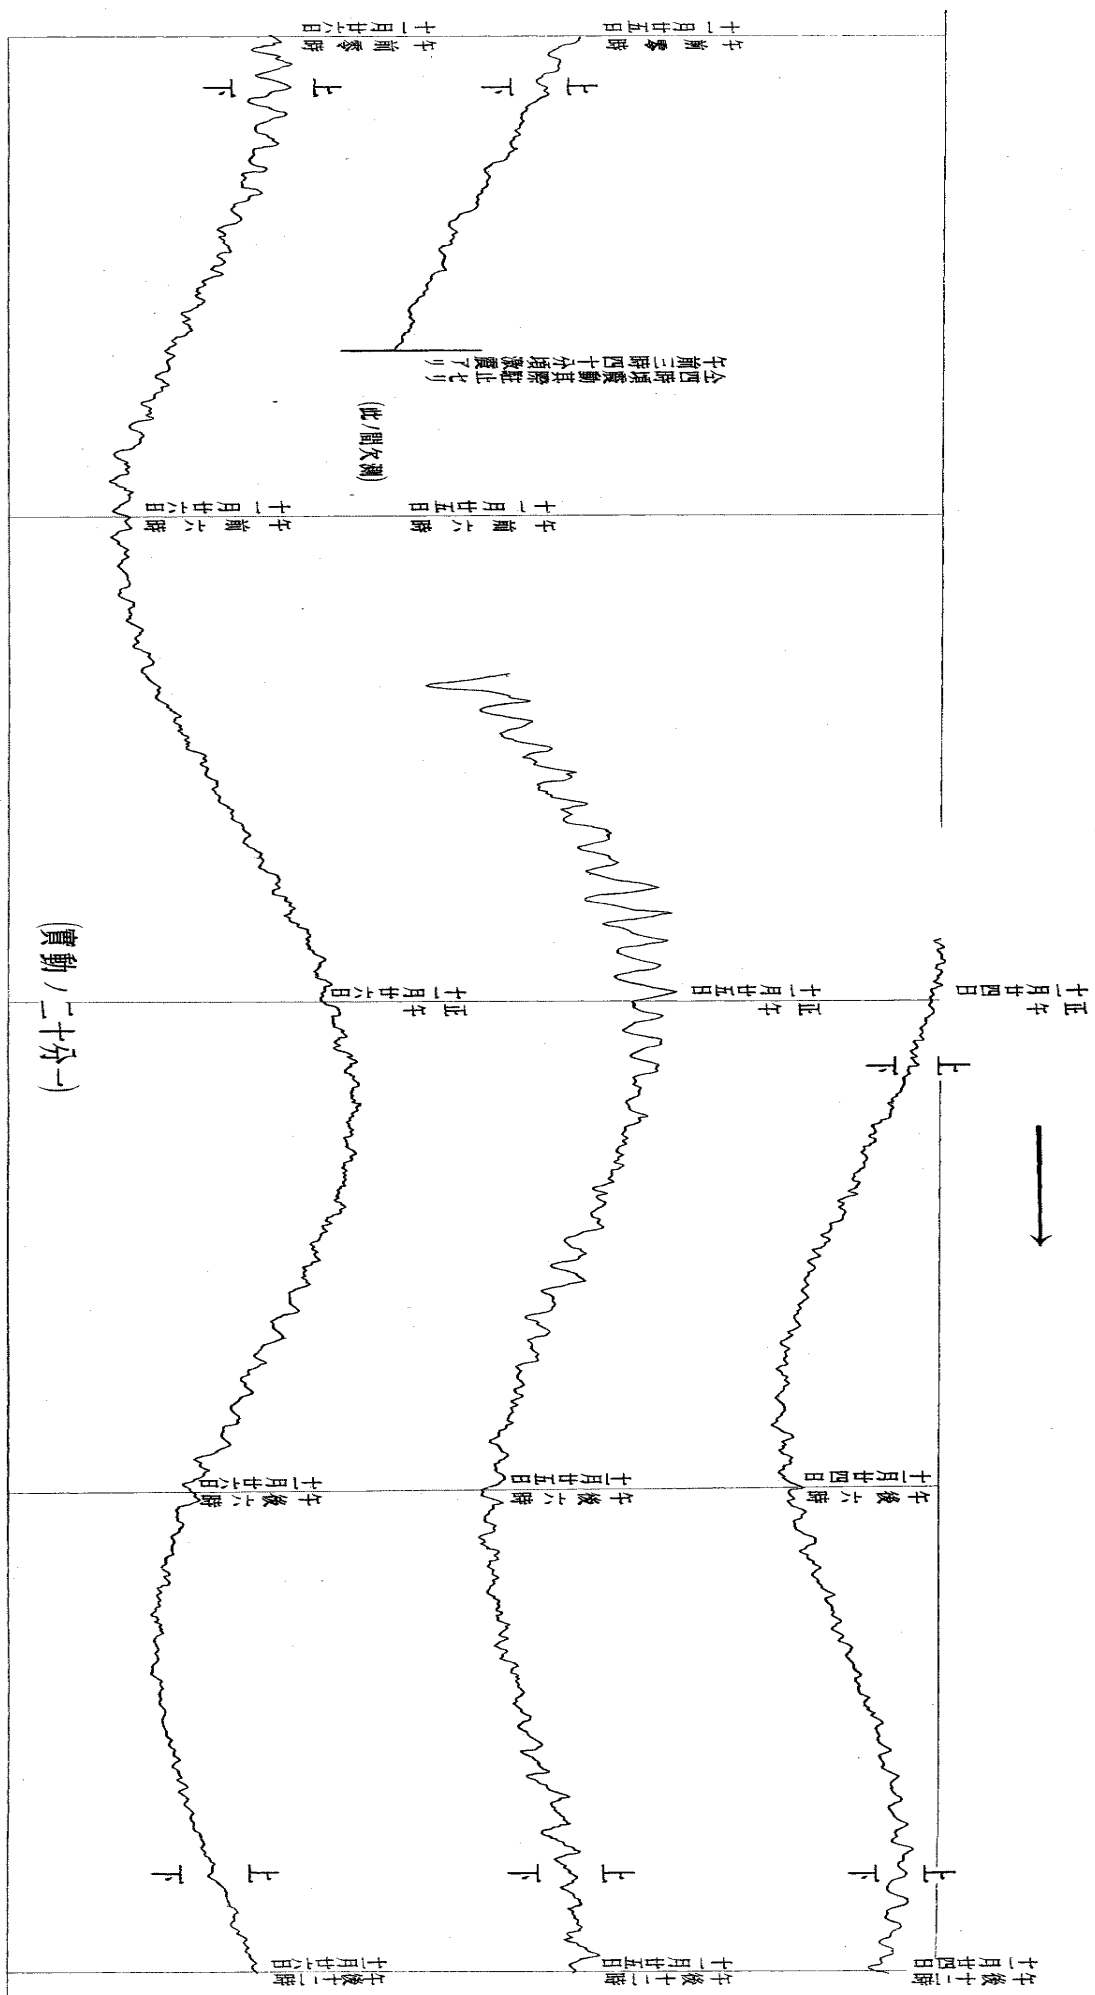 十一月廿四日
正午
上
下
十一月廿四日
午後六時
上
下
十一月廿四日
午後十二時
十一月廿五日
午前零時
上
下
午前三時四十分頃激震アリ
仝四時頃震動其際駐止セリ
(此ノ間欠測)
十一月廿五日
午前六時
十一月廿五日
正午
十一月廿五日
午後六時
上
下
十一月廿五日
午後十二時
十一月廿六日
午前零時
上
下
十一月廿六日
午前六時
十一月廿六日
正午
十一月廿六日
午後六時
上
下
十一月廿六日
午後十二時
(實動ノ二十分一)